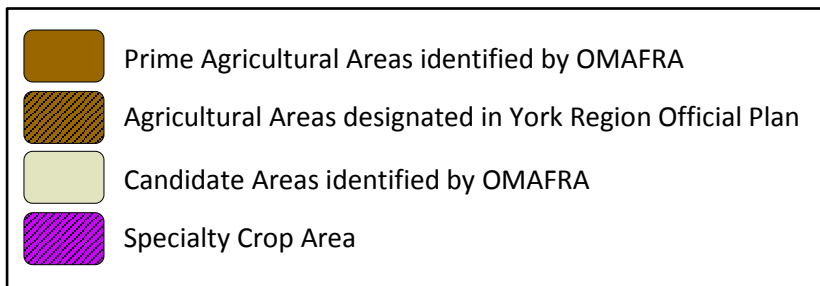 Prime Agricultural Areas identified by OMAFRA
Agricultural Areas designated in York Region Official Plan
Candidate Areas identified by OMAFRA
Specialty Crop Area